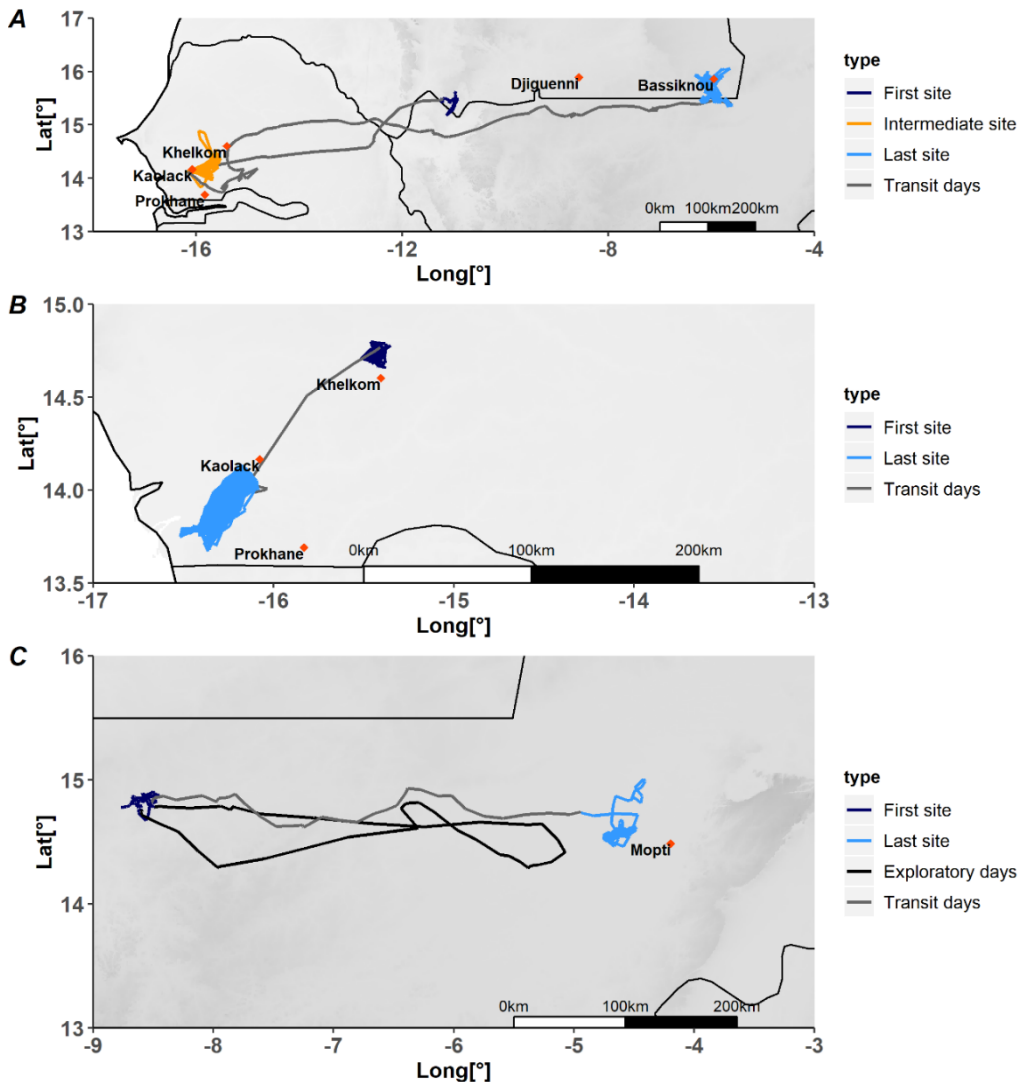 A
Lat[°]
17
16
15
14
13
Djiguenni
Bassiknou
Khelkom
Kaolack
Prokhane
0km 100km 200km
-16 -12 -8 -4
Long[°]
type
First site
Intermediate site
Last site
Transit days
B
Lat[°]
15.0
14.5
14.0
13.5
Khelkom
Kaolack
Prokhane
0km 100km 200km
-17 -16 -15 -14 -13
Long[°]
type
First site
Last site
Transit days
C
Lat[°]
16
15
14
13
Mopti
0km 100km 200km
-9 -8 -7 -6 -5 -4 -3
Long[°]
type
First site
Last site
Exploratory days
Transit days